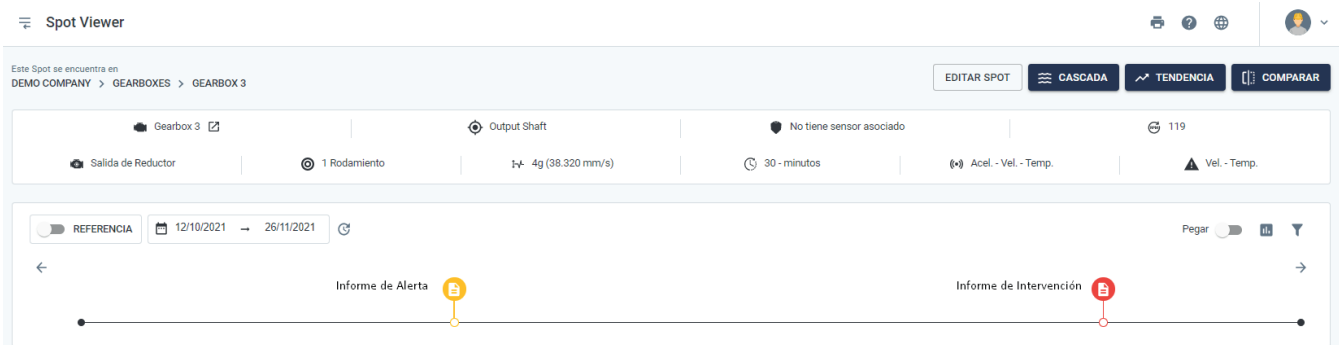 Spot Viewer
Este Spot se encuentra en
DEMO COMPANY > GEARBOXES > GEARBOX 3
EDITAR SPOT
CASCADA
TENDENCIA
COMPARAR
Gearbox 3
Output Shaft
No tiene sensor asociado
119
Salida de Reductor
1 Rodamiento
4g (38.320 mm/s)
30 - minutos
Acel. - Vel. - Temp.
Vel. - Temp.
REFERENCIA
12/10/2021 → 26/11/2021
Pegar
Informe de Alerta
Informe de Intervención